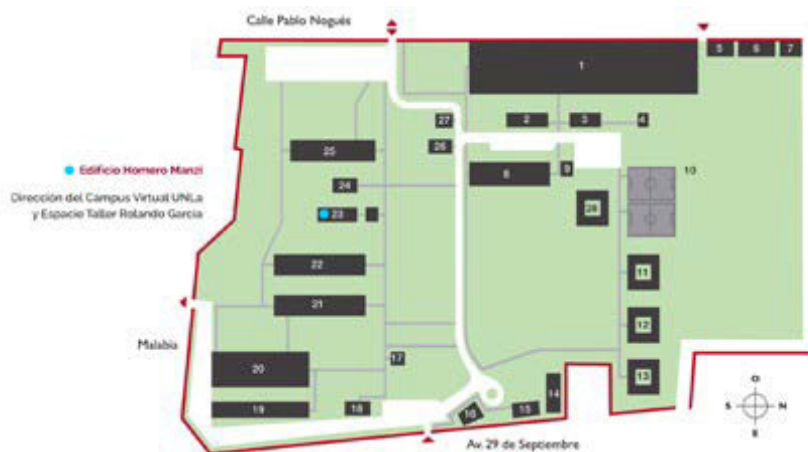 Calle Pablo Nogués
1
5
6
7
2
3
4
27
26
25
8
9
10
Edificio Homero Manzi
24
Dirección del Campus Virtual UNLa
y Espacio Taller Rolando García
23
28
22
11
21
12
Malabia
17
20
13
19
18
16
15
14
O
S
N
E
Av. 29 de Septiembre